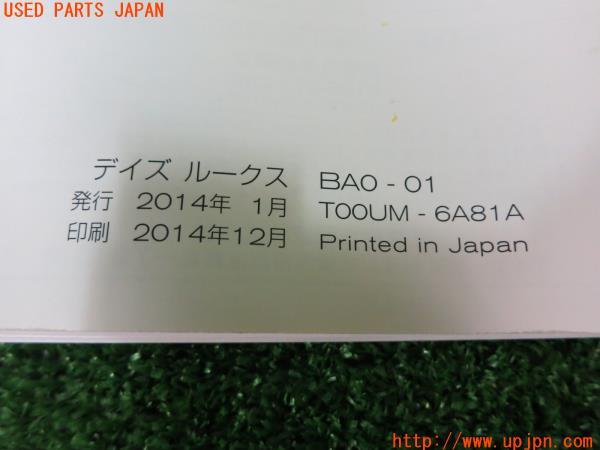 USED PARTS JAPAN
デイズ ルークス BA0 - 01
発行 2014年 1月 T00UM - 6A81A
印刷 2014年12月 Printed in Japan
http://www.upjpn.com/